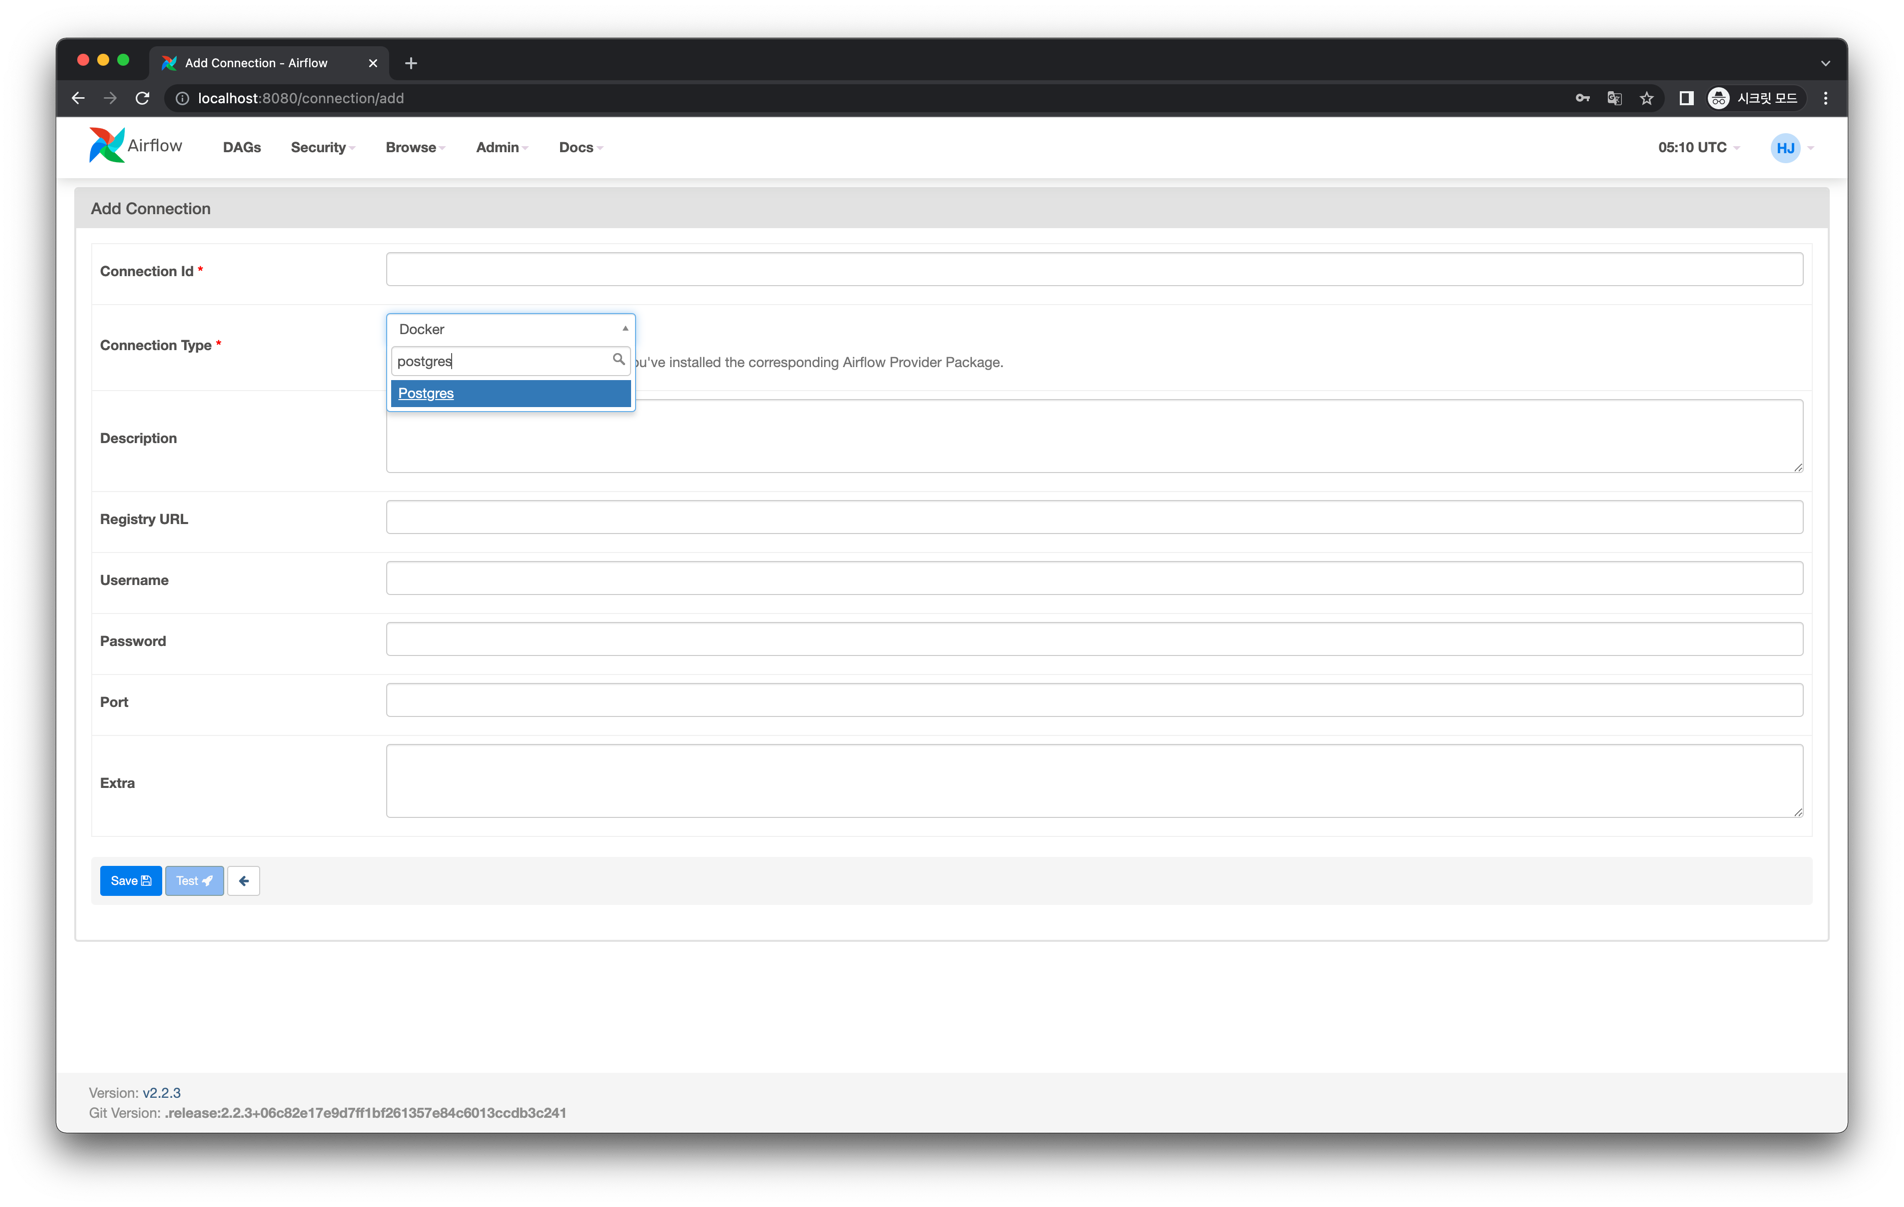 Add Connection - Airflow
localhost:8080/connection/add
시크릿 모드
Airflow
DAGs
Security
Browse
Admin
Docs
05:10 UTC
HJ
Add Connection
Connection Id *
Connection Type *
Docker
postgres
ou've installed the corresponding Airflow Provider Package.
Postgres
Description
Registry URL
Username
Password
Port
Extra
Save
Test
Version: v2.2.3
Git Version: .release:2.2.3+06c82e17e9d7ff1bf261357e84c6013ccdb3c241